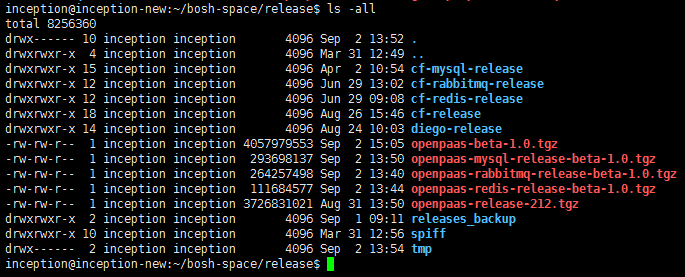 inception@inception-new:~/bosh-space/release$ ls -all
total 8256360
drwx------ 10 inception inception       4096 Sep  2 13:52 .
drwxrwxr-x  4 inception inception       4096 Mar 31 12:49 ..
drwxrwxr-x 15 inception inception       4096 Apr  2 10:54 cf-mysql-release
drwxrwxr-x 12 inception inception       4096 Jun 29 13:02 cf-rabbitmq-release
drwxrwxr-x 12 inception inception       4096 Jun 29 09:08 cf-redis-release
drwxrwxr-x 18 inception inception       4096 Aug 26 15:46 cf-release
drwxrwxr-x 14 inception inception       4096 Aug 24 10:03 diego-release
-rw-rw-r--  1 inception inception 4057979553 Sep  2 15:05 openpaas-beta-1.0.tgz
-rw-rw-r--  1 inception inception  293698137 Sep  2 13:50 openpaas-mysql-release-beta-1.0.tgz
-rw-rw-r--  1 inception inception  264257498 Sep  2 13:40 openpaas-rabbitmq-release-beta-1.0.tgz
-rw-rw-r--  1 inception inception  111684577 Sep  2 13:44 openpaas-redis-release-beta-1.0.tgz
-rw-rw-r--  1 inception inception 3726831021 Aug 31 13:50 openpaas-release-212.tgz
drwxrwxr-x  2 inception inception       4096 Sep  1 09:11 releases_backup
drwxrwxr-x 10 inception inception       4096 Mar 31 12:56 spiff
drwx------  2 inception inception       4096 Sep  2 13:54 tmp
inception@inception-new:~/bosh-space/release$